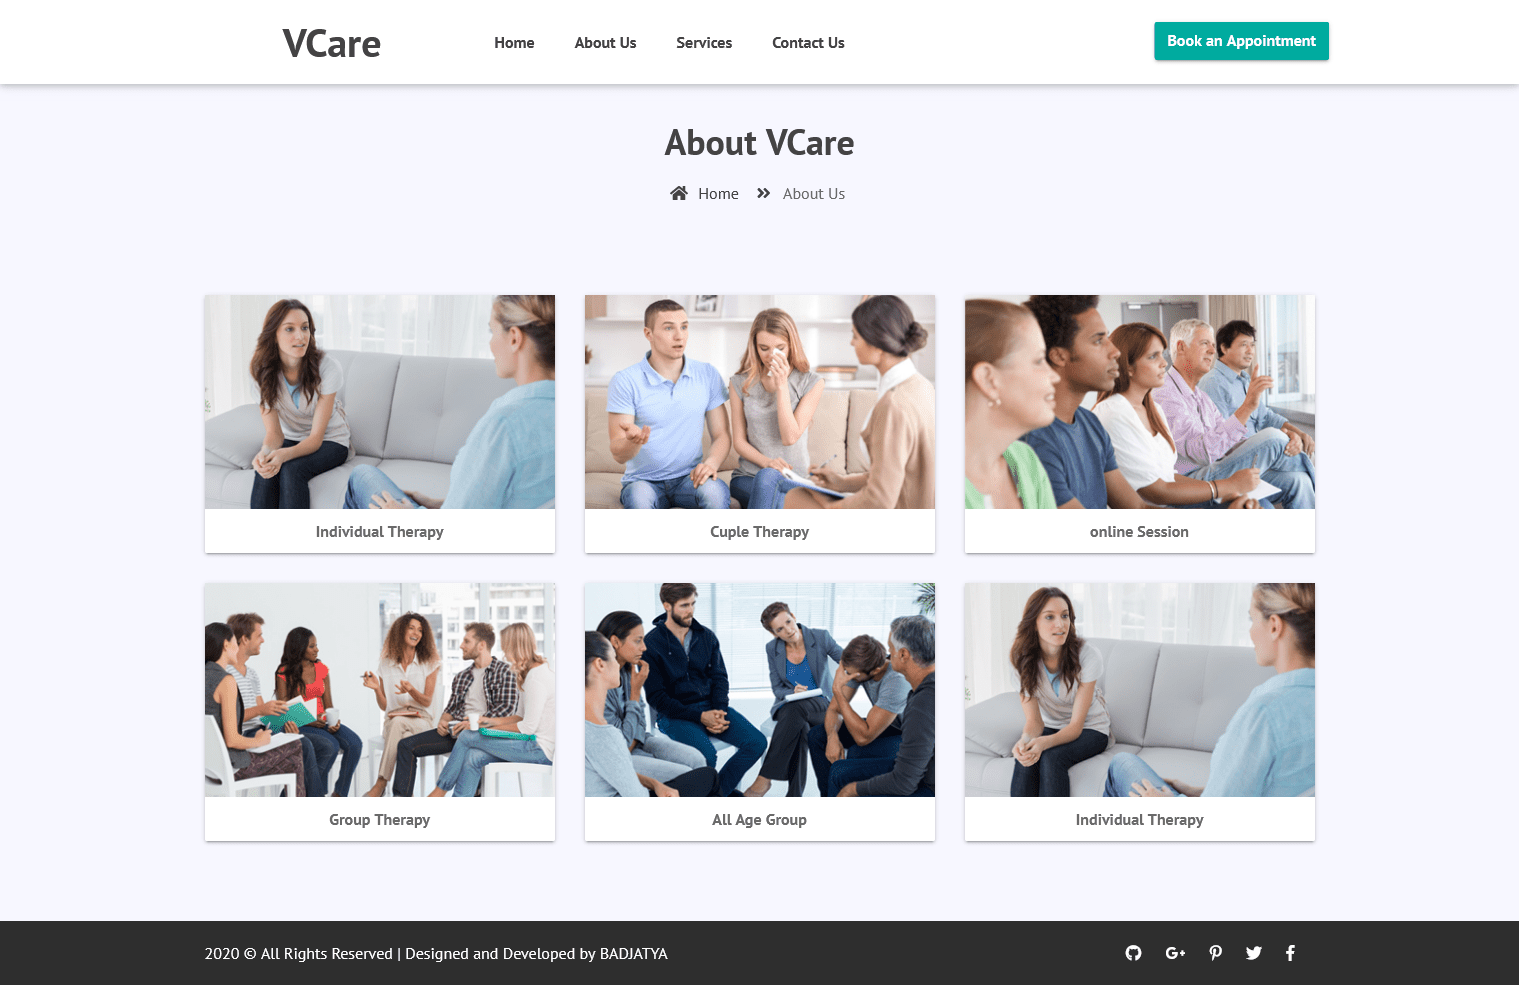 VCare
Home
About Us
Services
Contact Us
Book an Appointment
About VCare
Home
About Us
Individual Therapy
Cuple Therapy
online Session
Group Therapy
All Age Group
Individual Therapy
2020 © All Rights Reserved | Designed and Developed by BADJATYA